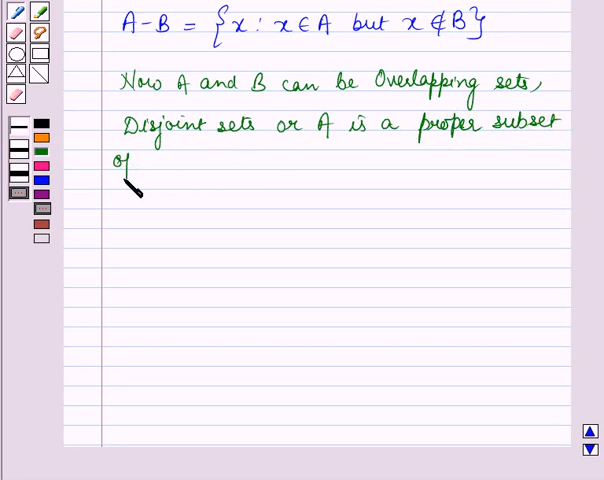 A-B = {x : x ∈ A but x ∉ B}
Now A and B can be Overlapping sets,
Disjoint sets or A is a proper subset
of